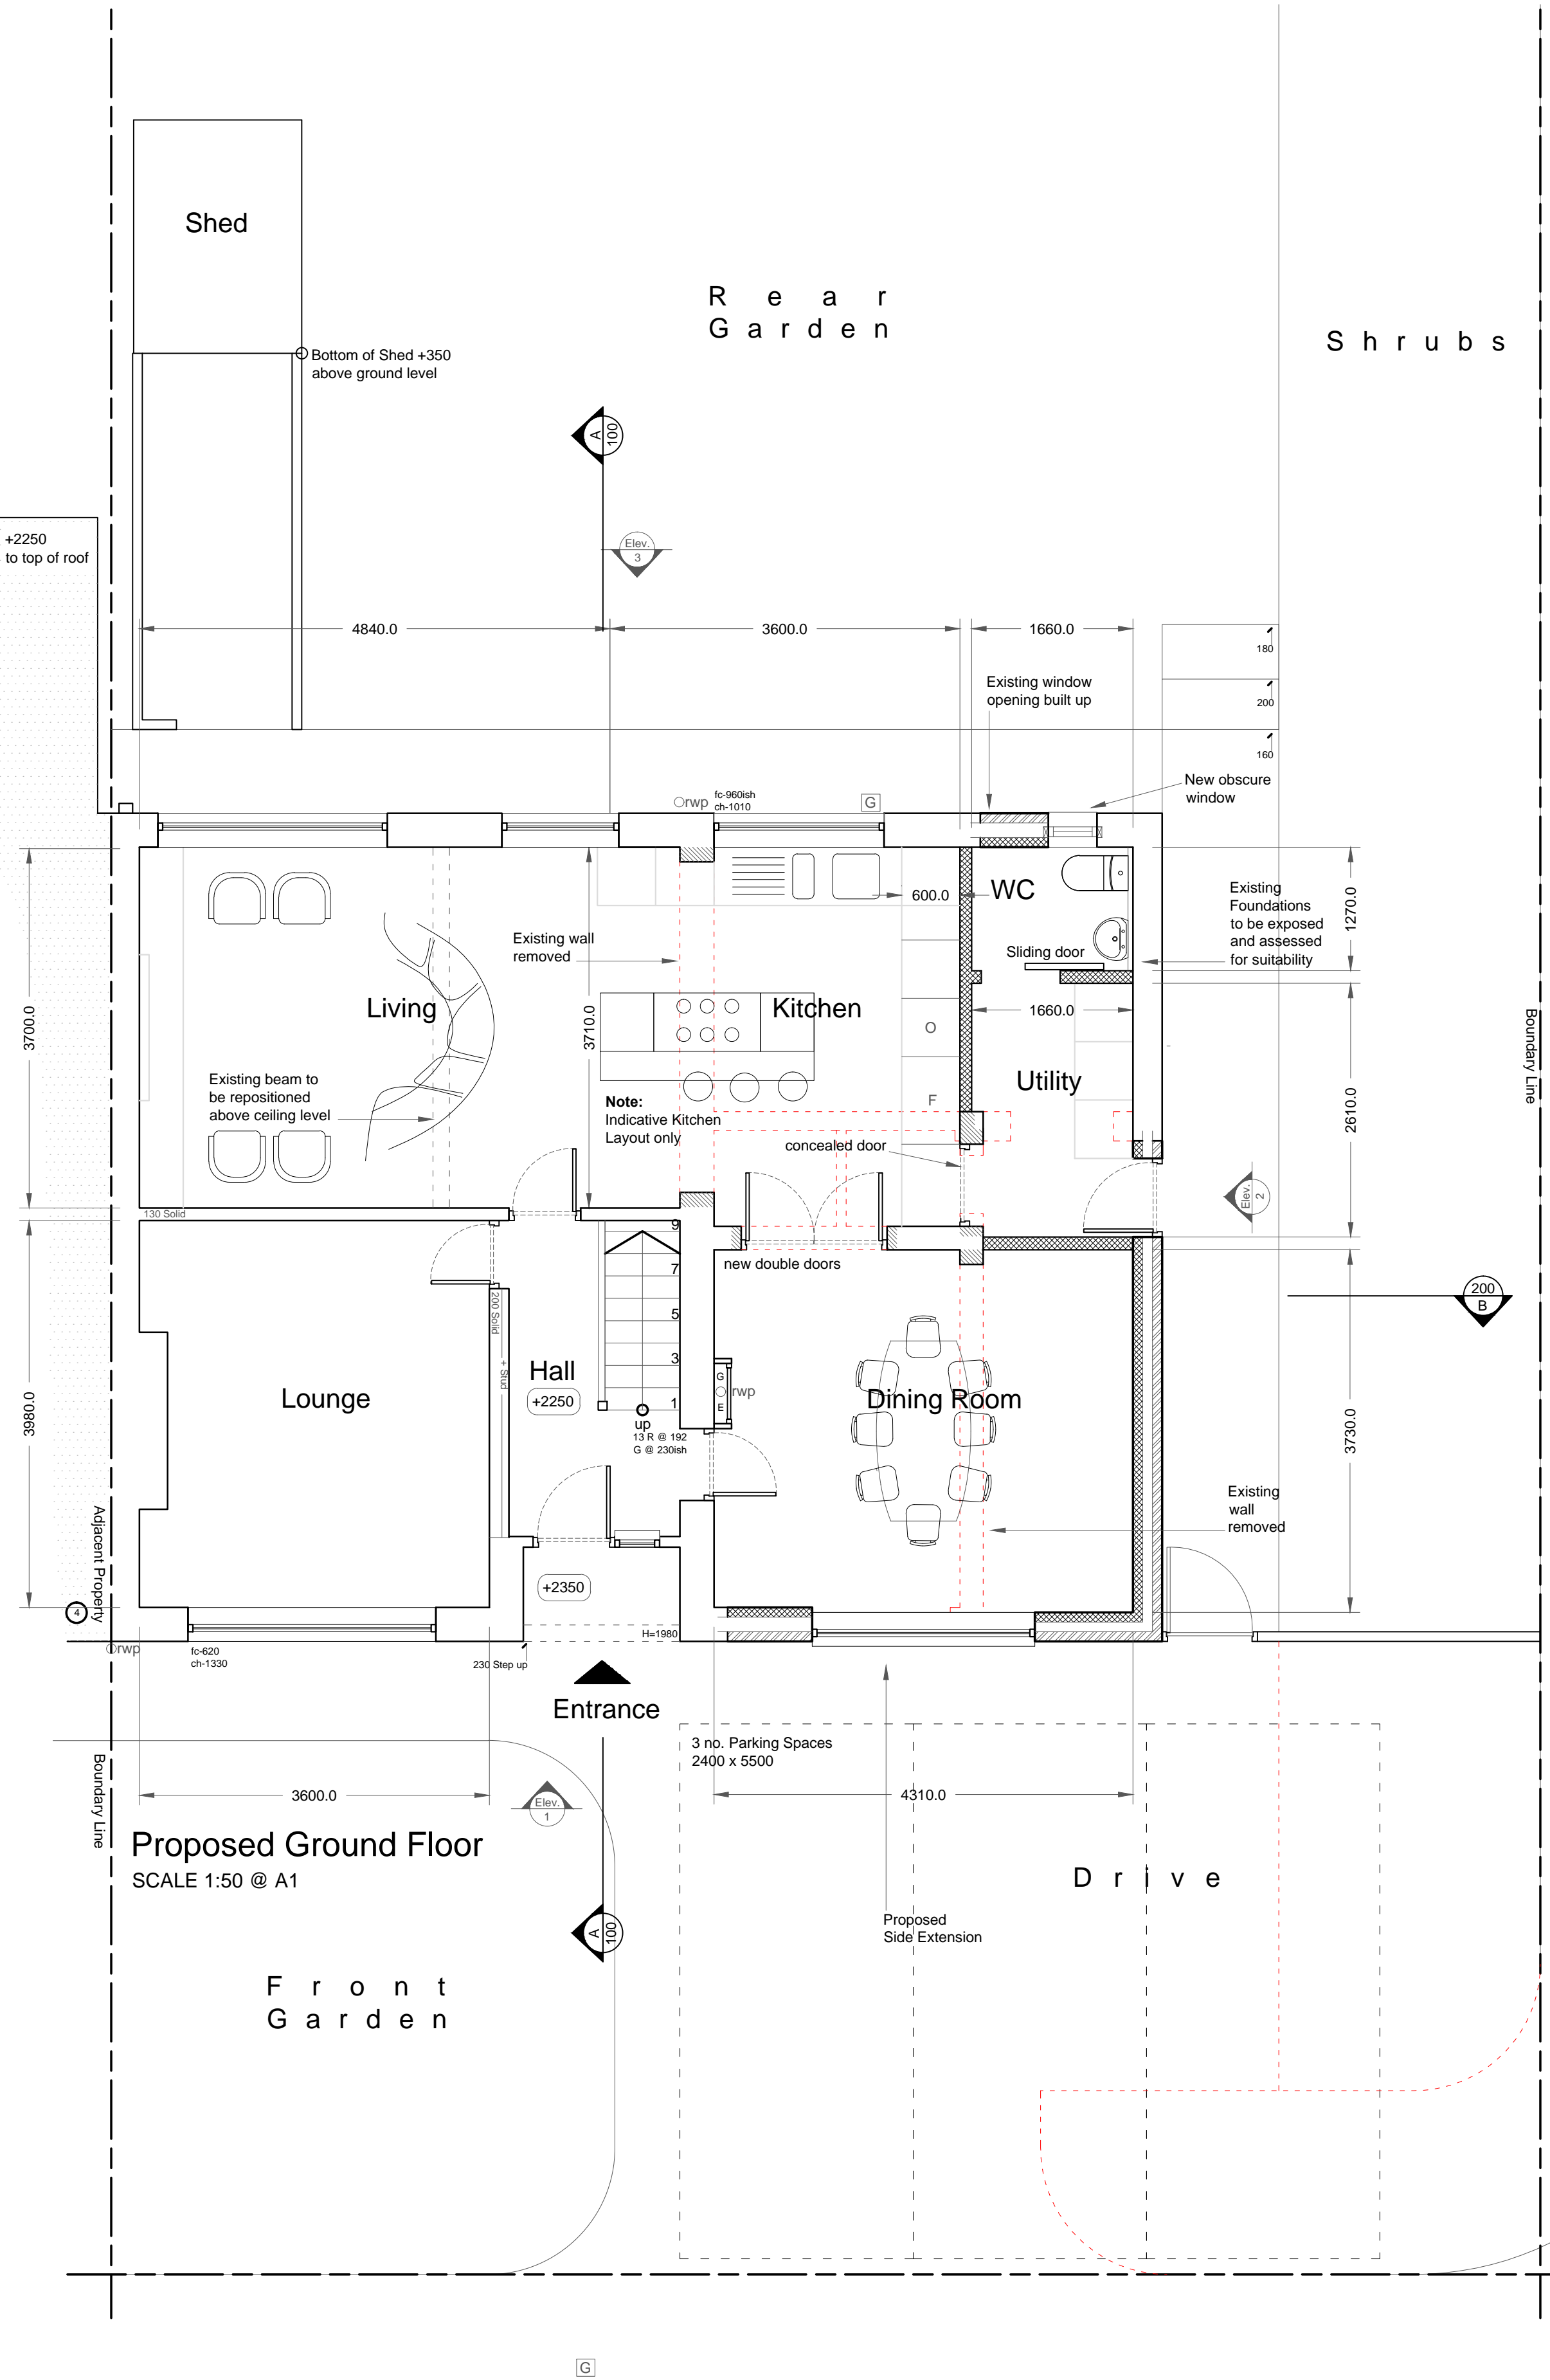 Shed
R e a r
G a r d e n
S h r u b s
Bottom of Shed +350
above ground level
A
100
+2250
to top of roof
Elev.
3
4840.0
3600.0
1660.0
180
200
160
Existing window
opening built up
New obscure
window
rwp
fc-960ish
ch-1010
G
600.0
WC
Existing
Foundations
to be exposed
and assessed
for suitability
1270.0
Existing wall
removed
Sliding door
Living
Kitchen
3700.0
3710.0
1660.0
O
Boundary Line
Utility
Existing beam to
be repositioned
above ceiling level
F
Note:
Indicative Kitchen
Layout only
2610.0
concealed door
Elev.
2
130 Solid
9
7
5
3
1
new double doors
200 Solid
+ Stud
200
B
Hall
+2250
Lounge
G
rwp
E
Dining Room
up
13 R @ 192
G @ 230ish
3980.0
3730.0
Existing
wall
removed
Adjacent Property
4
+2350
H=1980
rwp
fc-620
ch-1330
230 Step up
Entrance
3 no. Parking Spaces
2400 x 5500
Boundary Line
3600.0
Elev.
1
4310.0
Proposed Ground Floor
SCALE 1:50 @ A1
D r i v e
A
100
Proposed
Side Extension
F r o n t
G a r d e n
G